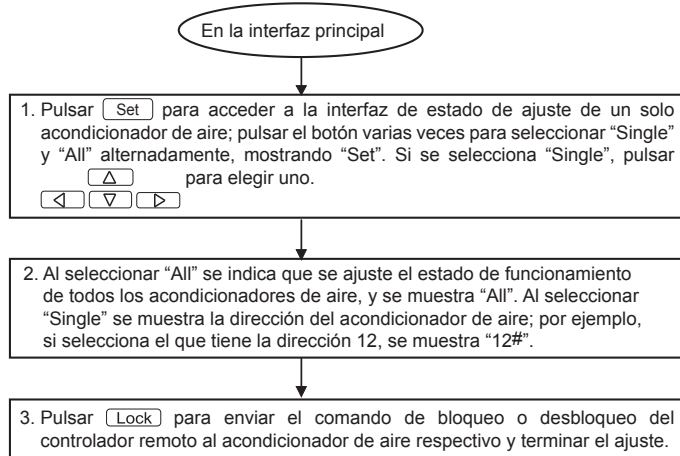 En la interfaz principal
1. Pulsar Set para acceder a la interfaz de estado de ajuste de un solo
acondicionador de aire; pulsar el botón varias veces para seleccionar “Single”
y “All” alternadamente, mostrando “Set”. Si se selecciona “Single”, pulsar
△ para elegir uno.
◁ ▽ ▷
2. Al seleccionar “All” se indica que se ajuste el estado de funcionamiento
de todos los acondicionadores de aire, y se muestra “All”. Al seleccionar
“Single” se muestra la dirección del acondicionador de aire; por ejemplo,
si selecciona el que tiene la dirección 12, se muestra “12#”.
3. Pulsar Lock para enviar el comando de bloqueo o desbloqueo del
controlador remoto al acondicionador de aire respectivo y terminar el ajuste.